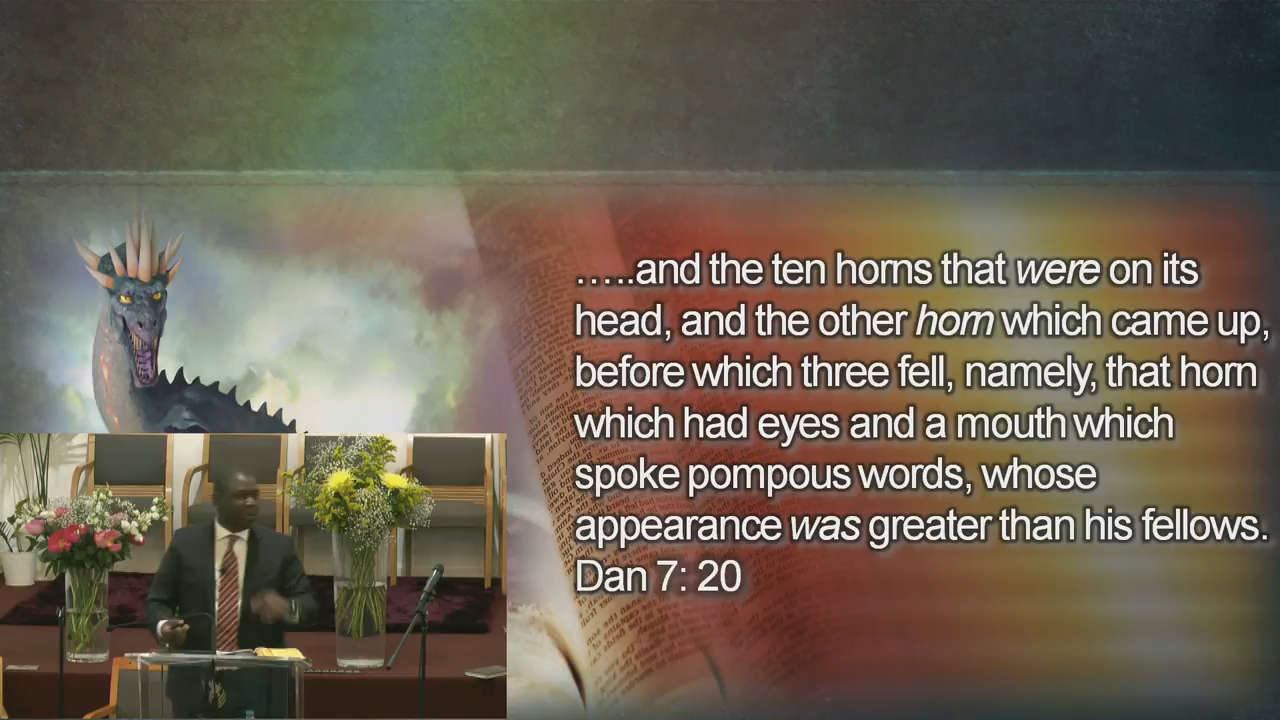 …..and the ten horns that were on its
head, and the other horn which came up,
before which three fell, namely, that horn
which had eyes and a mouth which
spoke pompous words, whose
appearance was greater than his fellows.
Dan 7: 20